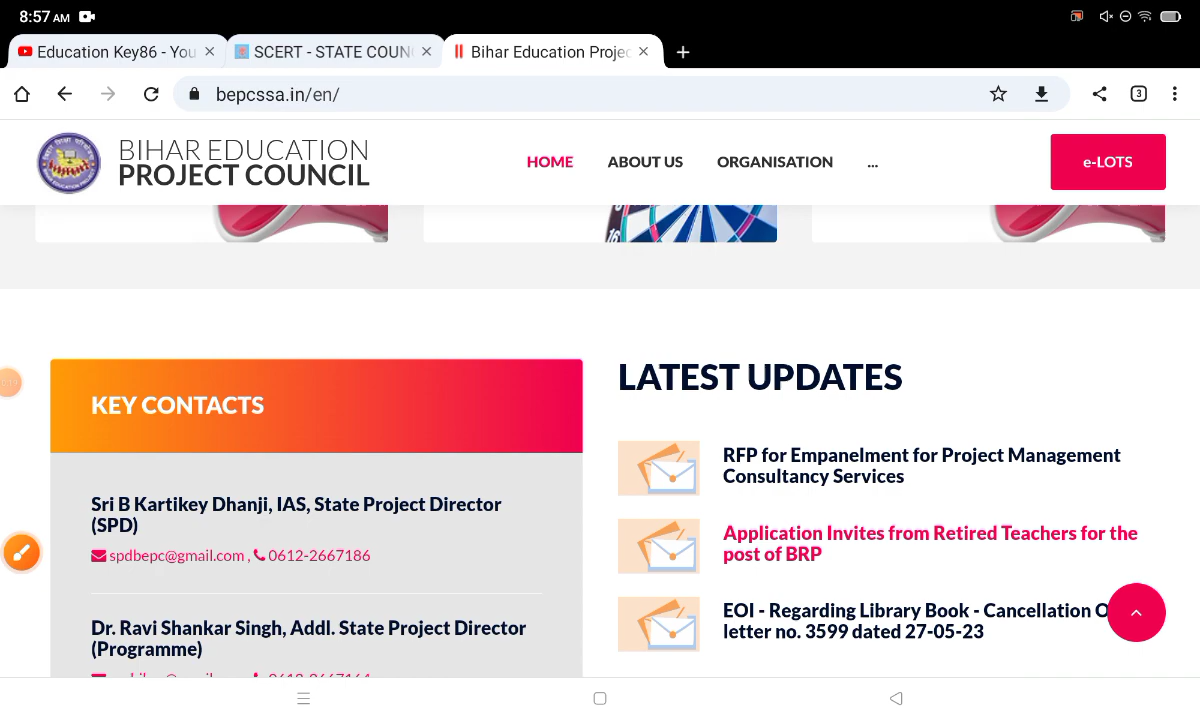 8:57 AM
Education Key86 - You
SCERT - STATE COUN
Bihar Education Projec
bepcssa.in/en/
3
BIHAR EDUCATION
PROJECT COUNCIL
HOME
ABOUT US
ORGANISATION
...
e-LOTS
KEY CONTACTS
Sri B Kartikey Dhanji, IAS, State Project Director
(SPD)
spdbepc@gmail.com , 0612-2667186
Dr. Ravi Shankar Singh, Addl. State Project Director
(Programme)
LATEST UPDATES
RFP for Empanelment for Project Management
Consultancy Services
Application Invites from Retired Teachers for the
post of BRP
EOI - Regarding Library Book - Cancellation O
letter no. 3599 dated 27-05-23